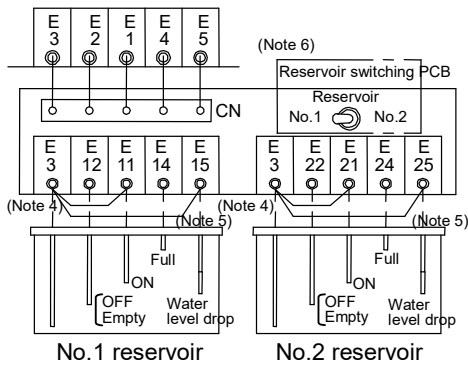 E E E E E
3 2 1 4 5
(Note 6)
Reservoir switching PCB
Reservoir
No.1 No.2
CN
E E E E E
3 12 11 14 15
E E E E E
3 22 21 24 25
(Note 4) (Note 5)
(Note 4) (Note 5)
Full
ON
OFF
Empty
Water
level drop
Full
ON
OFF
Empty
Water
level drop
No.1 reservoir
No.2 reservoir